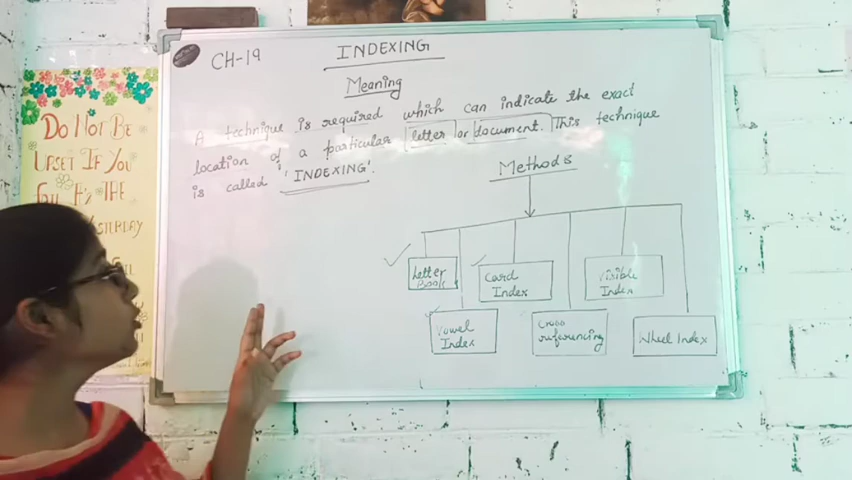 CH-19
INDEXING
Meaning
A technique is required which can indicate the exact
location of a particular letter or document. This technique
is called "INDEXING".
Methods
Letter
Book
Card
Index
Visible
Index
Vowel
Index
Cross
referencing
Wheel Index
DO NOT BE
UPSET IF YOU